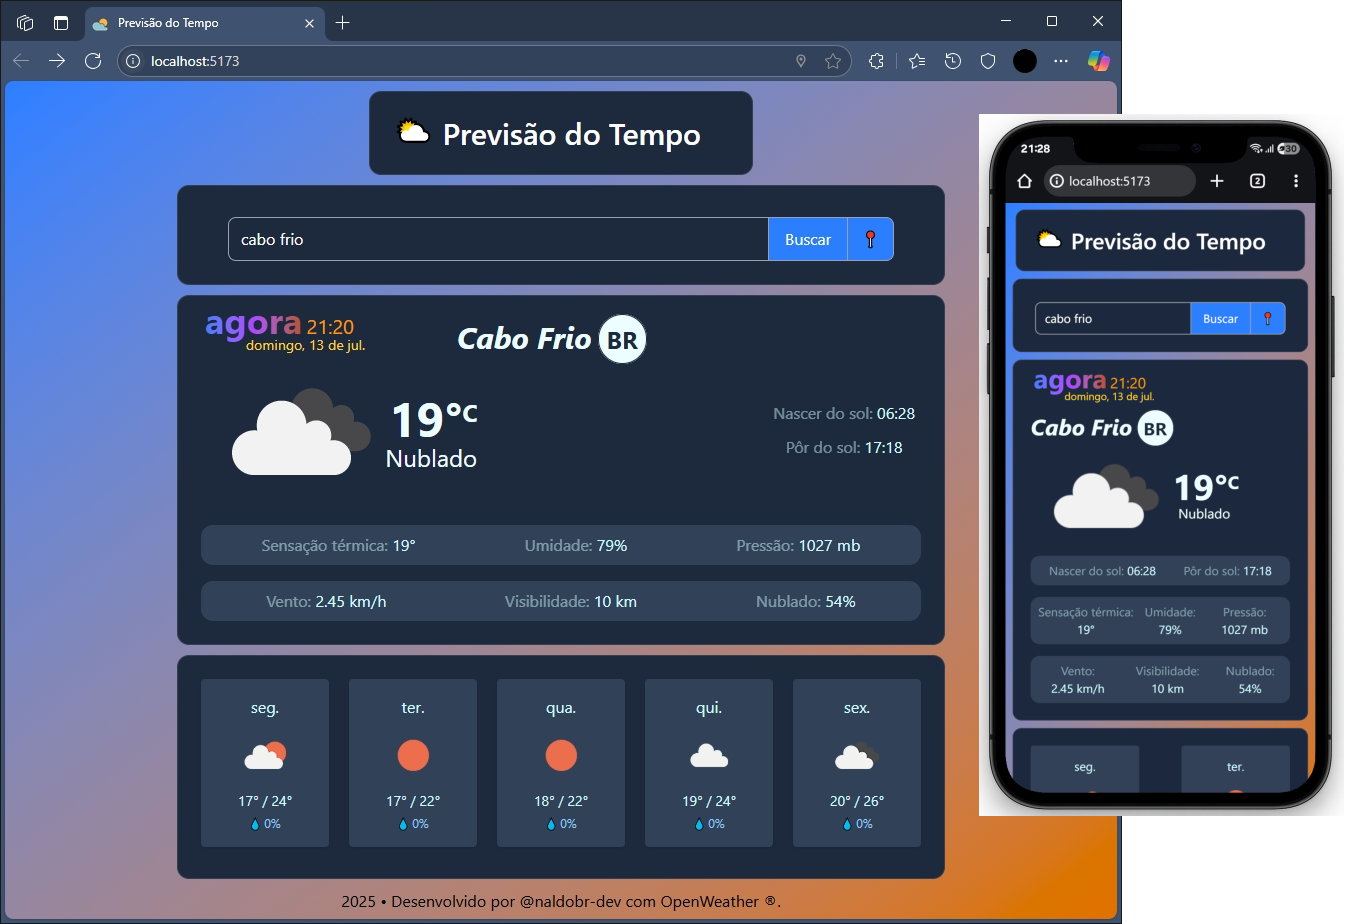 Previsão do Tempo
localhost:5173
Previsão do Tempo
cabo frio Buscar
agora 21:20
domingo, 13 de jul.
Cabo Frio BR
19°C
Nublado
Nascer do sol: 06:28
Pôr do sol: 17:18
Sensação térmica: 19° Umidade: 79% Pressão: 1027 mb
Vento: 2.45 km/h Visibilidade: 10 km Nublado: 54%
seg. ter. qua. qui. sex.
17° / 24° 17° / 22° 18° / 22° 19° / 24° 20° / 26°
0% 0% 0% 0% 0%
2025 • Desenvolvido por @naldobr-dev com OpenWeather ®.
21:28 30
localhost:5173 2
Previsão do Tempo
cabo frio Buscar
agora 21:20
domingo, 13 de jul.
Cabo Frio BR
19°C
Nublado
Nascer do sol: 06:28 Pôr do sol: 17:18
Sensação térmica: Umidade: Pressão:
19° 79% 1027 mb
Vento: Visibilidade: Nublado:
2.45 km/h 10 km 54%
seg. ter.